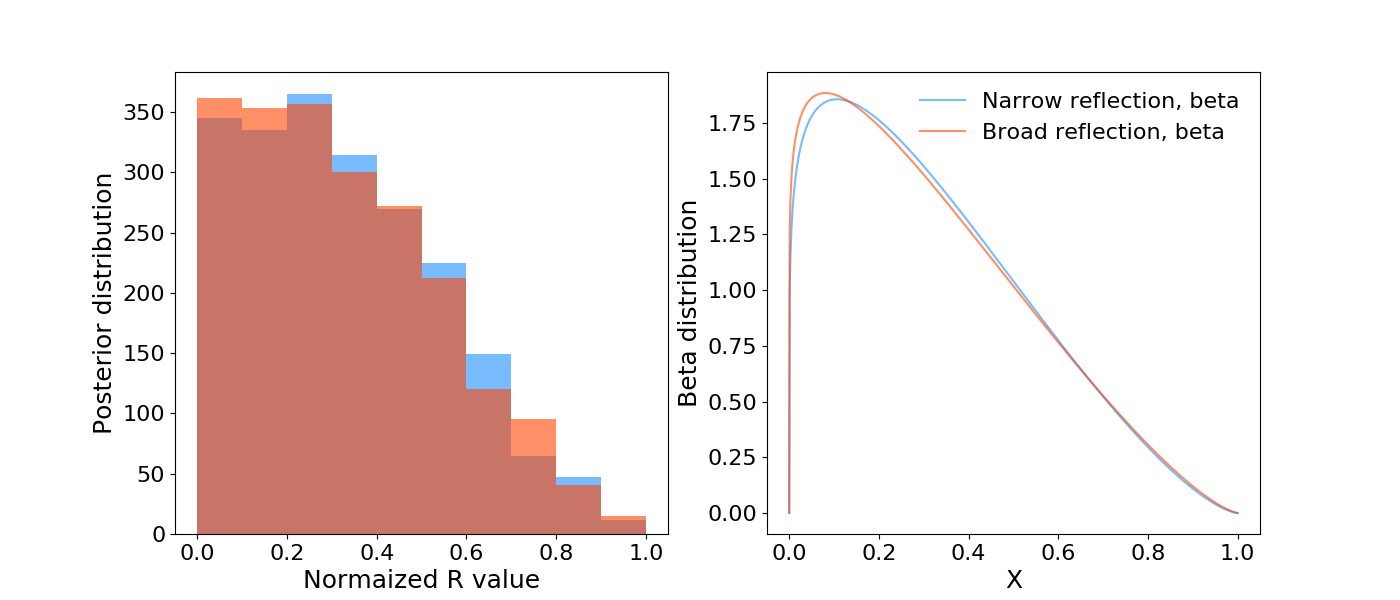 Posterior distribution
350
300
250
200
150
100
50
0
0.0 0.2 0.4 0.6 0.8 1.0
Normaized R value
Beta distribution
1.75
1.50
1.25
1.00
0.75
0.50
0.25
0.00
0.0 0.2 0.4 0.6 0.8 1.0
X
Narrow reflection, beta
Broad reflection, beta